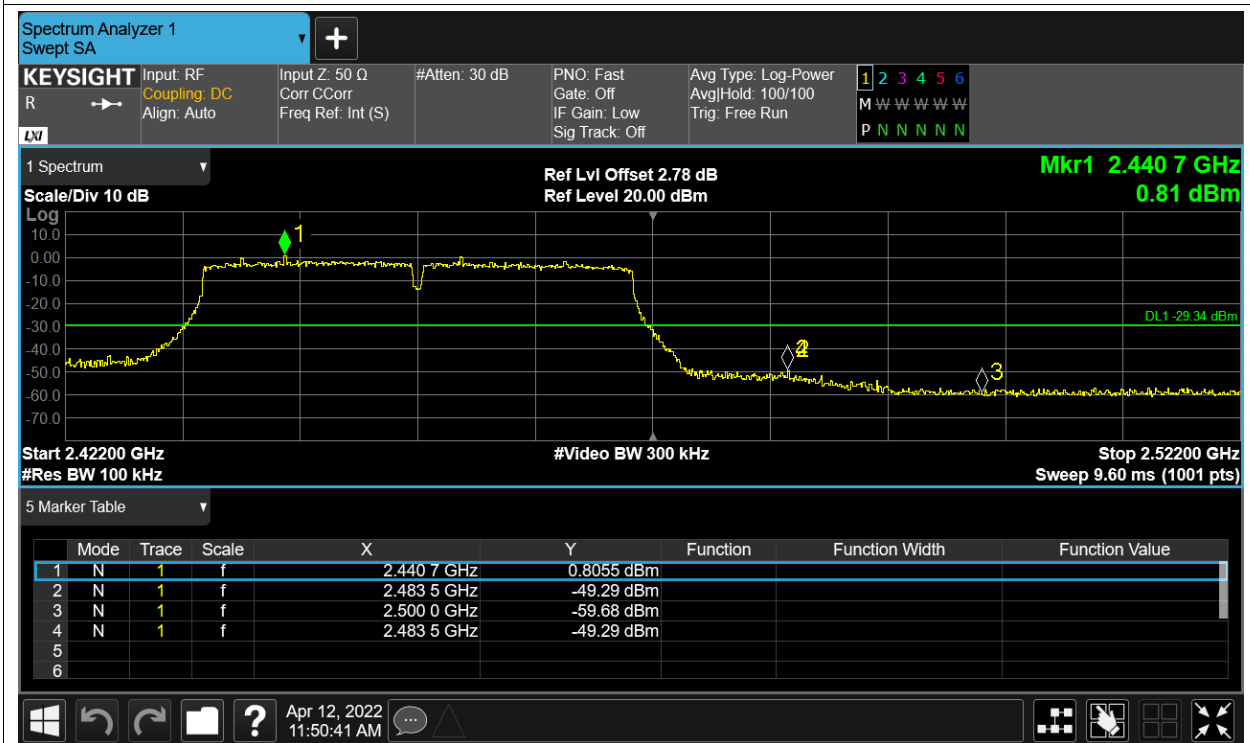 Spectrum Analyzer 1
Swept SA
KEYSIGHT
R
LXI
Input: RF
Coupling: DC
Align: Auto
Input Z: 50 Ω
Corr CCorr
Freq Ref: Int (S)
#Atten: 30 dB
PNO: Fast
Gate: Off
IF Gain: Low
Sig Track: Off
Avg Type: Log-Power
Avg|Hold: 100/100
Trig: Free Run
1 2 3 4 5 6
M W W W W W
P N N N N N
1 Spectrum
Scale/Div 10 dB
Ref Lvl Offset 2.78 dB
Ref Level 20.00 dBm
Mkr1 2.440 7 GHz
0.81 dBm
Log
10.0
0.00
-10.0
-20.0
-30.0
-40.0
-50.0
-60.0
-70.0
1
DL1 -29.34 dBm
3
Start 2.42200 GHz
#Video BW 300 kHz
Stop 2.52200 GHz
#Res BW 100 kHz
Sweep 9.60 ms (1001 pts)
5 Marker Table
Mode Trace Scale X Y Function Function Width Function Value
1 N 1 f 2.440 7 GHz 0.8055 dBm
2 N 1 f 2.483 5 GHz -49.29 dBm
3 N 1 f 2.500 0 GHz -59.68 dBm
4 N 1 f 2.483 5 GHz -49.29 dBm
5
6
?
Apr 12, 2022
11:50:41 AM